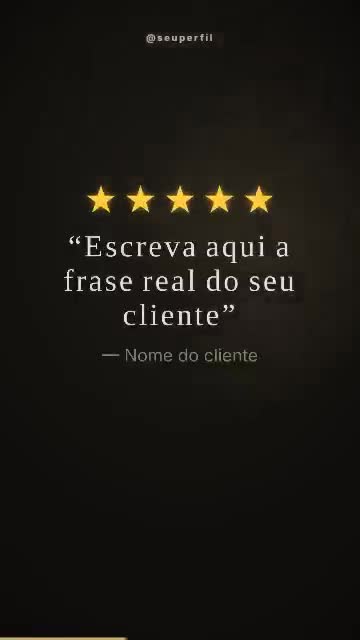 @seuperfil
“Escreva aqui a
frase real do seu
cliente”
— Nome do cliente